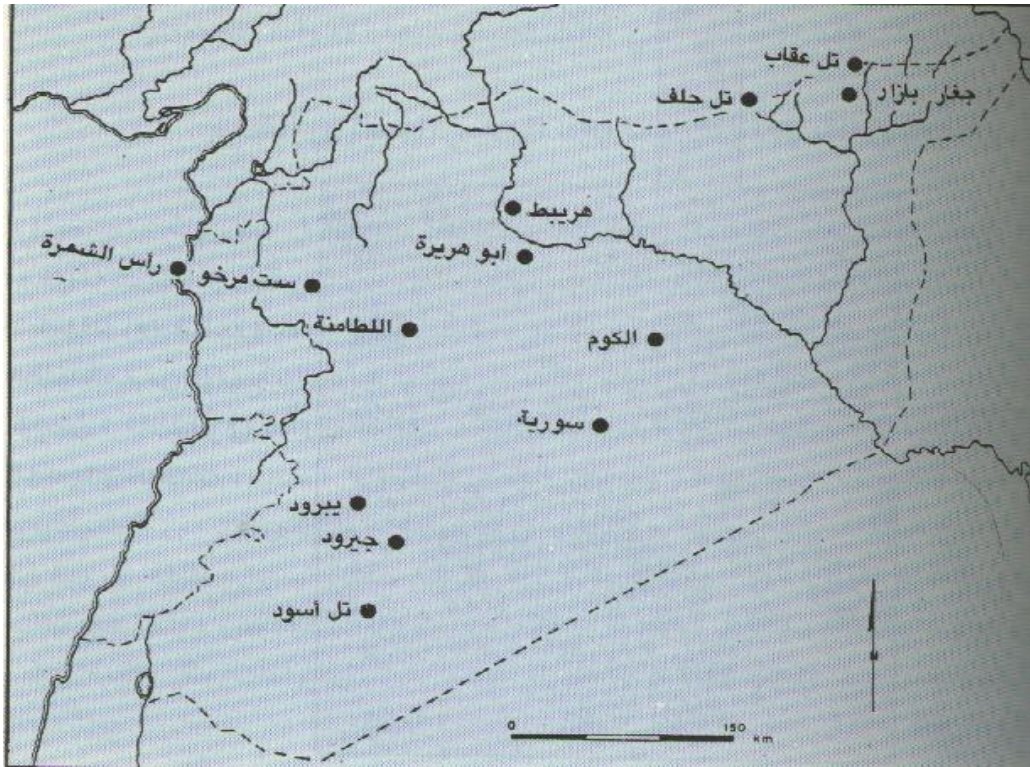 تل عقاب
جغار بازار
تل حلف
هريبط
أبو هريرة
رأس الشمرة
ست مرخو
اللطامنة
الكوم
سورية
يبرود
جيرود
تل أسود
N
0 150
km